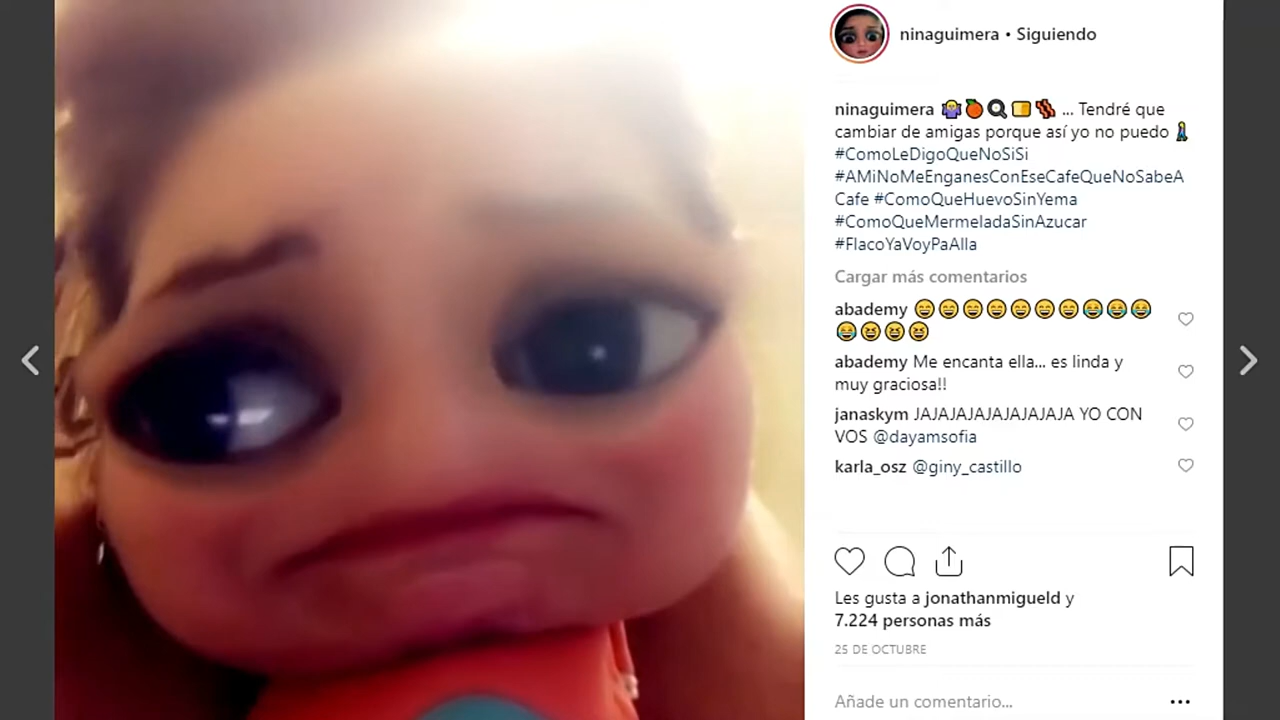 ninaguimera • Siguiendo
ninaguimera 🤷‍♀️🍊🍳🍞🥓 ... Tendré que
cambiar de amigas porque así yo no puedo 🧎‍♀️
#ComoLeDigoQueNoSiSi
#AMiNoMeEnganesConEseCafeQueNoSabeA
Cafe #ComoQueHuevoSinYema
#ComoQueMermeladaSinAzucar
#FlacoYaVoyPaAlla
Cargar más comentarios
abademy 😄😄😄😄😄😄😄😂😂😂
😂😆😆😆
abademy Me encanta ella... es linda y
muy graciosa!!
janaskym JAJAJAJAJAJAJAJAJA YO CON
VOS @dayamsofia
karla_osz @giny_castillo
Les gusta a jonathanmigueld y
7.224 personas más
25 DE OCTUBRE
Añade un comentario...